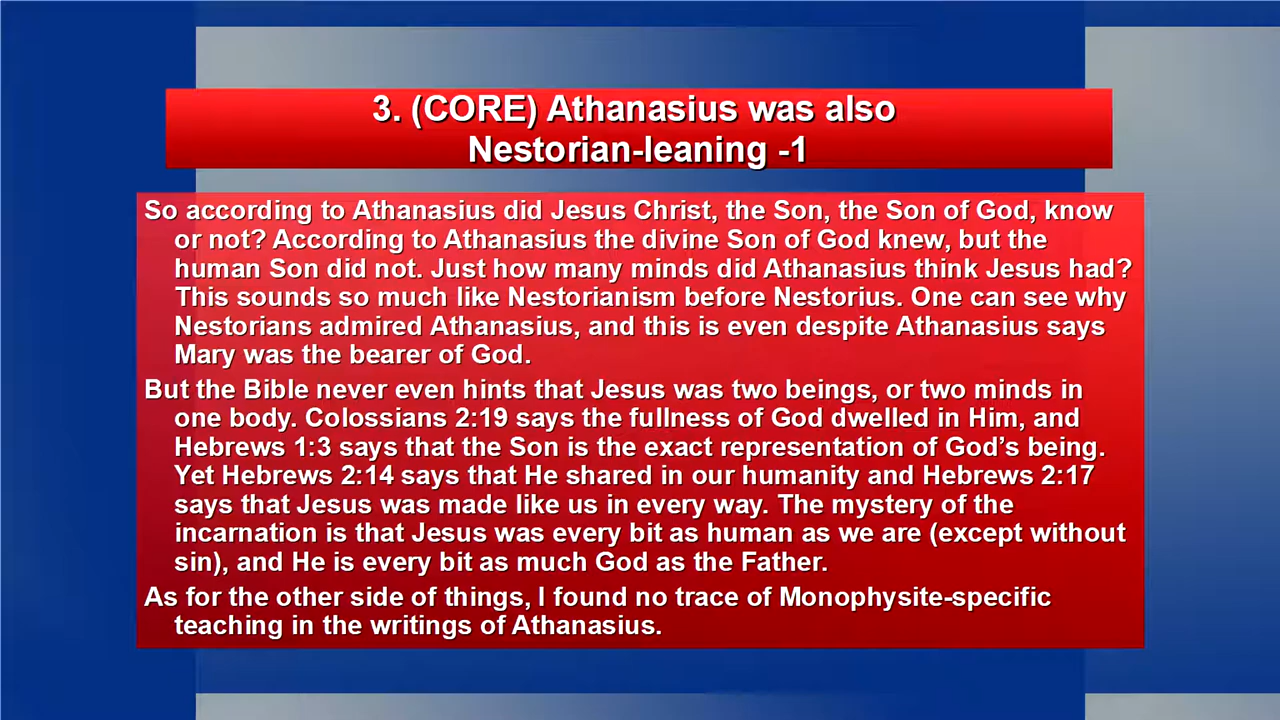 3. (CORE) Athanasius was also
Nestorian-leaning -1
So according to Athanasius did Jesus Christ, the Son, the Son of God, know
or not? According to Athanasius the divine Son of God knew, but the
human Son did not. Just how many minds did Athanasius think Jesus had?
This sounds so much like Nestorianism before Nestorius. One can see why
Nestorians admired Athanasius, and this is even despite Athanasius says
Mary was the bearer of God.
But the Bible never even hints that Jesus was two beings, or two minds in
one body. Colossians 2:19 says the fullness of God dwelled in Him, and
Hebrews 1:3 says that the Son is the exact representation of God’s being.
Yet Hebrews 2:14 says that He shared in our humanity and Hebrews 2:17
says that Jesus was made like us in every way. The mystery of the
incarnation is that Jesus was every bit as human as we are (except without
sin), and He is every bit as much God as the Father.
As for the other side of things, I found no trace of Monophysite-specific
teaching in the writings of Athanasius.